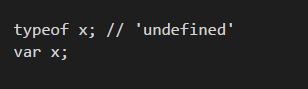 typeof x; // 'undefined'
var x;